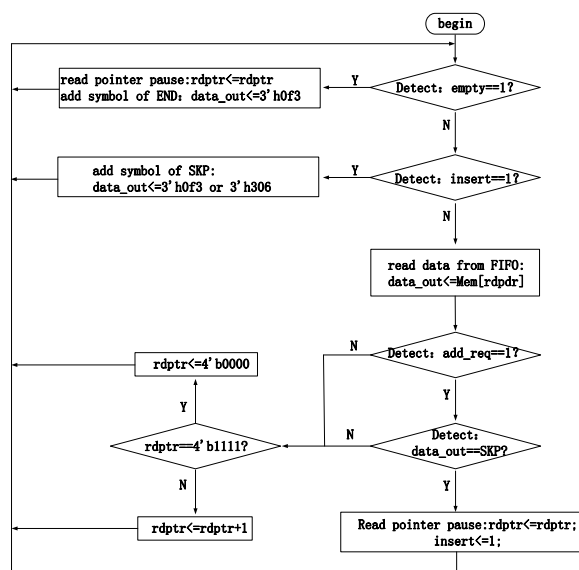 begin
read pointer pause:rdptr<=rdptr
add symbol of END: data_out<=3'h0f3
Y
Detect: empty==1?
N
add symbol of SKP:
data_out<=3'h0f3 or 3'h306
Y
Detect: insert==1?
N
read data from FIFO:
data_out<=Mem[rdpdr]
N
Detect: add_req==1?
rdptr<=4'b0000
Y
Y
rdptr==4'b1111?
N
Detect:
data_out==SKP?
N
Y
rdptr<=rdptr+1
Read pointer pause:rdptr<=rdptr;
insert<=1;